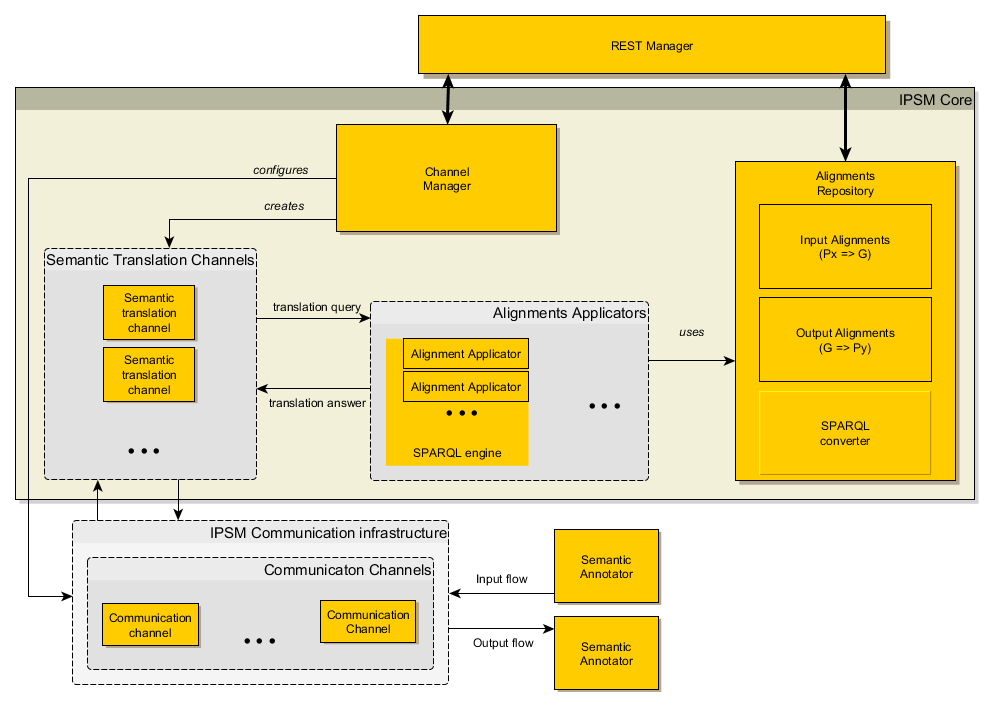 REST Manager
IPSM Core
Channel
Manager
configures
creates
Alignments
Repository
Input Alignments
(Px => G)
Output Alignments
(G => Py)
SPARQL
converter
Semantic Translation Channels
Semantic
translation
channel
Semantic
translation
channel
translation query
translation answer
Alignments Applicators
Alignment Applicator
Alignment Applicator
SPARQL engine
uses
IPSM Communication infrastructure
Communicaton Channels
Communication
channel
Communication
Channel
Input flow
Output flow
Semantic
Annotator
Semantic
Annotator